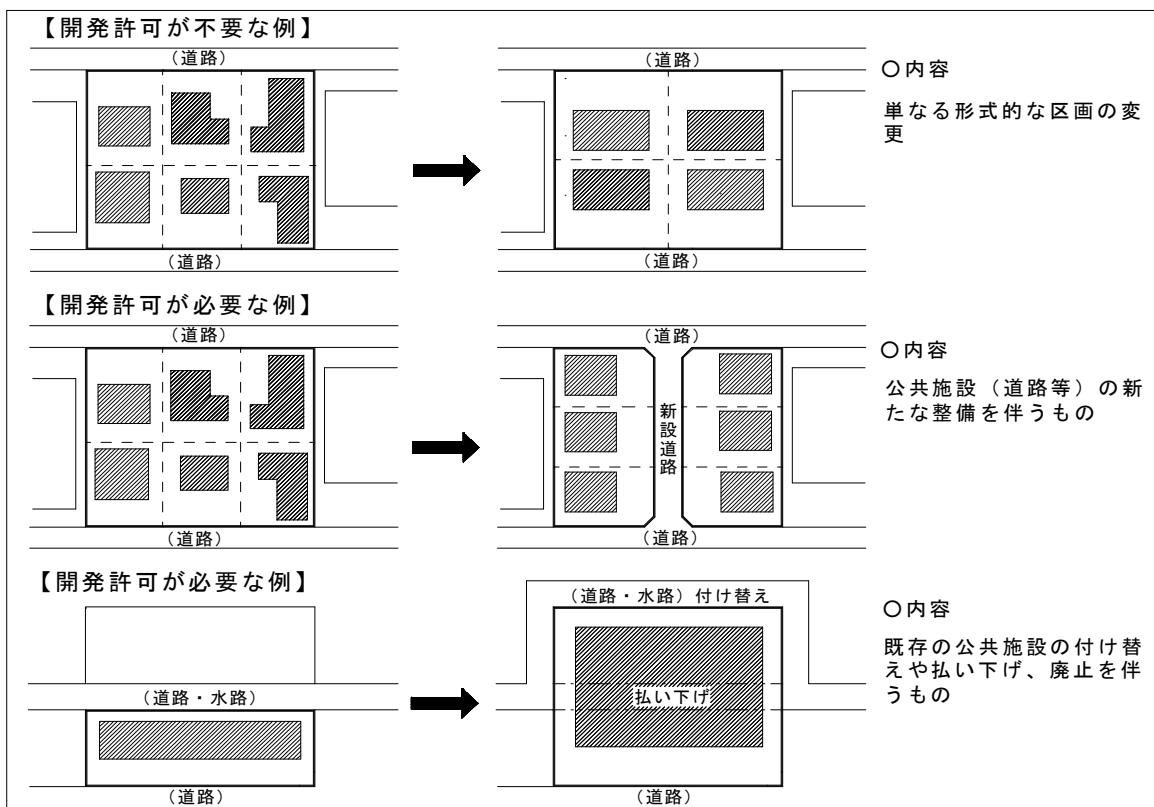 【開発許可が不要な例】
(道路)
(道路)
(道路)
(道路)
〇内容
単なる形式的な区画の変
更
【開発許可が必要な例】
(道路)
(道路)
(道路)
新設道路
(道路)
〇内容
公共施設(道路等)の新
たな整備を伴うもの
【開発許可が必要な例】
(道路・水路)
(道路)
(道路・水路)付け替え
払い下げ
(道路)
〇内容
既存の公共施設の付け替
えや払い下げ、廃止を伴
うもの